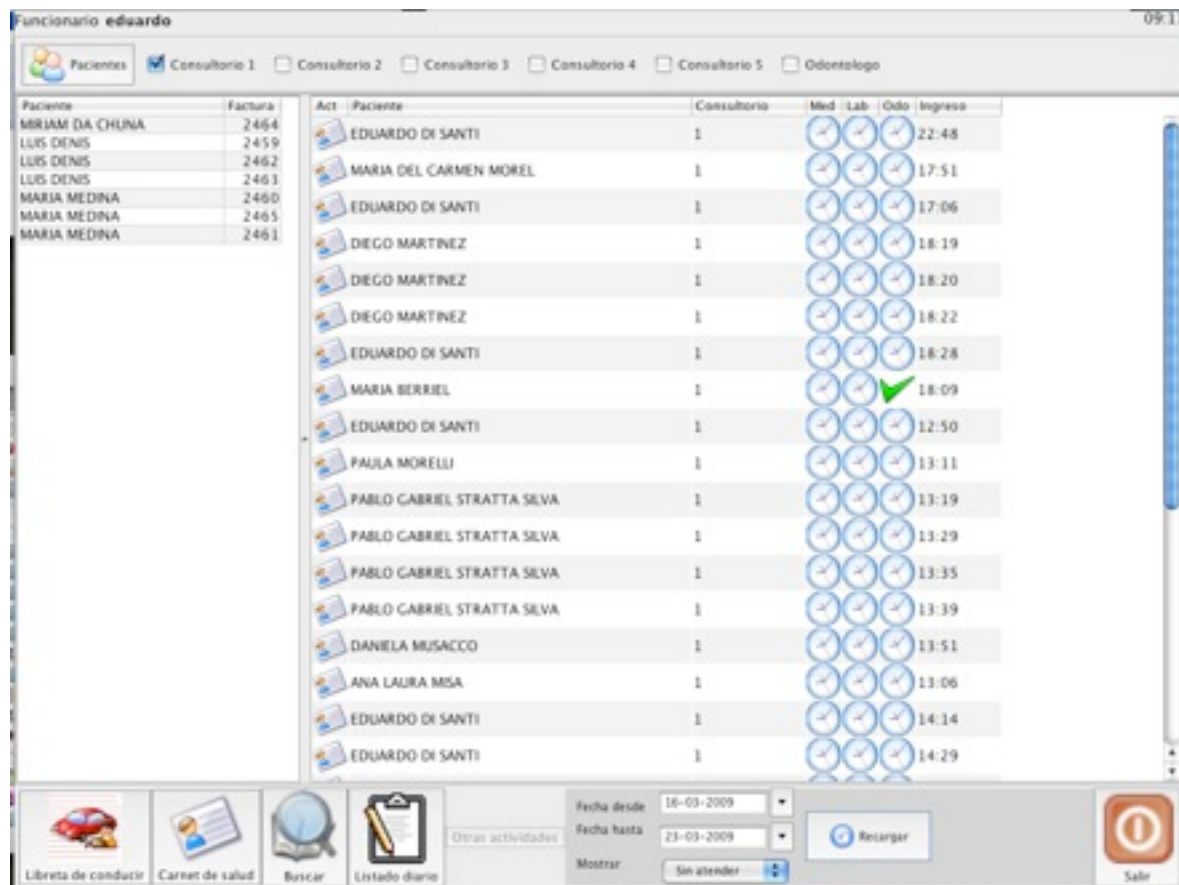 Funcionario eduardo 09:1
Pacientes Consultorio 1 Consultorio 2 Consultorio 3 Consultorio 4 Consultorio 5 Odontologo
Paciente Factura
MIRIAM DA CHUNA 2464
LUIS DENIS 2459
LUIS DENIS 2462
LUIS DENIS 2463
MARIA MEDINA 2460
MARIA MEDINA 2465
MARIA MEDINA 2461
Act Paciente Consultorio Med Lab Odo Ingreso
EDUARDO DI SANTI 1 22:48
MARIA DEL CARMEN MOREL 1 17:51
EDUARDO DI SANTI 1 17:06
DIEGO MARTINEZ 1 18:19
DIEGO MARTINEZ 1 18:20
DIEGO MARTINEZ 1 18:22
EDUARDO DI SANTI 1 18:28
MARIA BERRIEL 1 18:09
EDUARDO DI SANTI 1 12:50
PAULA MORELLI 1 13:11
PABLO GABRIEL STRATTA SILVA 1 13:19
PABLO GABRIEL STRATTA SILVA 1 13:29
PABLO GABRIEL STRATTA SILVA 1 13:35
PABLO GABRIEL STRATTA SILVA 1 13:39
DANIELA MUSACCO 1 13:51
ANA LAURA MISA 1 13:06
EDUARDO DI SANTI 1 14:14
EDUARDO DI SANTI 1 14:29
Libreta de conducir Carnet de salud Buscar Listado diario Otras actividades
Fecha desde 16-03-2009
Fecha hasta 23-03-2009
Mostrar Sin atender
Recargar
Salir